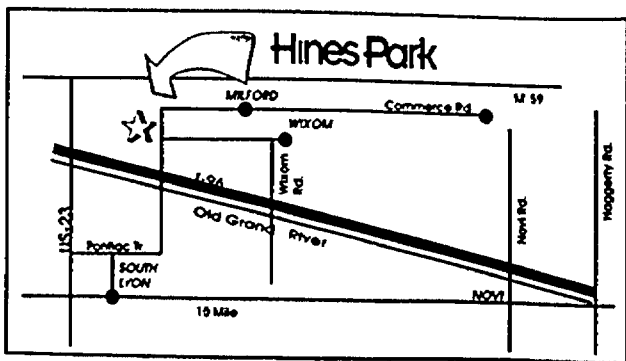 Hines Park
MILFORD
Commerce Rd.
M 59
WIXOM
Wixom
Rd.
I-96
Old Grand River
US-23
Pontiac Tr
SOUTH
LYON
10 Mile
NOVI
Novi Rd.
Haggerty Rd.